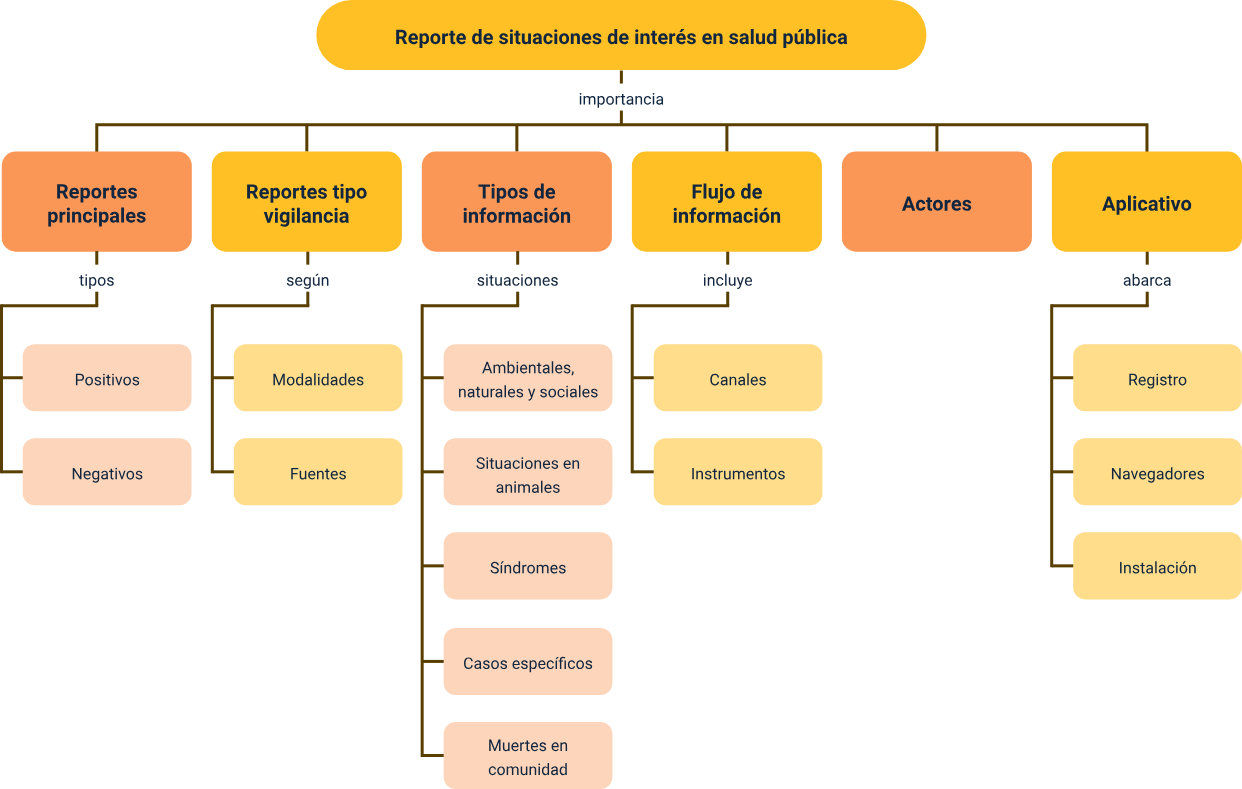 Reporte de situaciones de interés en salud pública
importancia
Reportes
principales
Reportes tipo
vigilancia
Tipos de
información
Flujo de
información
Actores
Aplicativo
tipos
según
situaciones
incluye
abarca
Positivos
Negativos
Modalidades
Fuentes
Ambientales,
naturales y sociales
Situaciones en
animales
Síndromes
Casos específicos
Muertes en
comunidad
Canales
Instrumentos
Registro
Navegadores
Instalación